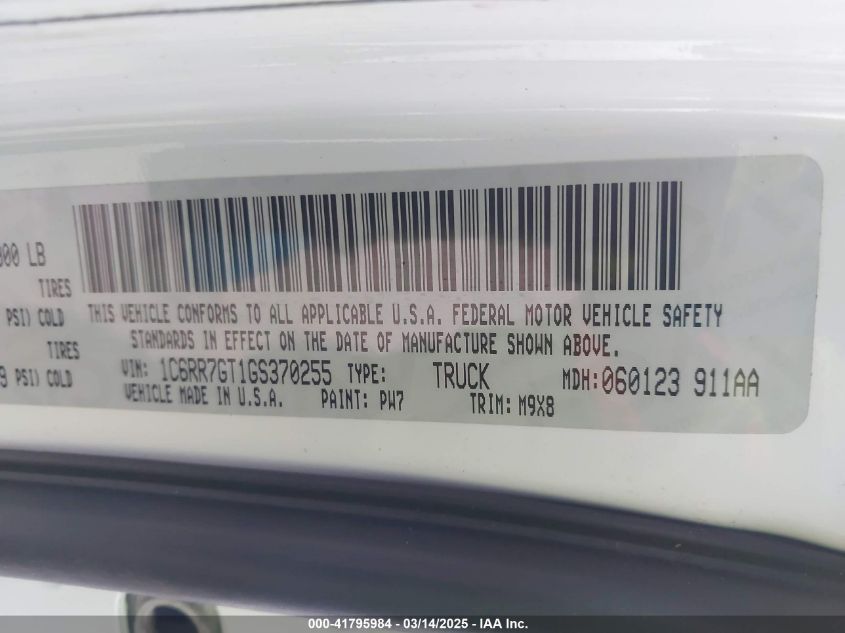 000 LB
TIRES
PSI) COLD
TIRES
9 PSI) COLD
THIS VEHICLE CONFORMS TO ALL APPLICABLE U.S.A. FEDERAL MOTOR VEHICLE SAFETY
STANDARDS IN EFFECT ON THE DATE OF MANUFACTURE SHOWN ABOVE.
VIN: 1C6RR7GT1GS370255 TYPE: TRUCK MDH:060123 911AA
VEHICLE MADE IN U.S.A. PAINT: PW7 TRIM: M9X8
000-41795984 - 03/14/2025 - IAA Inc.